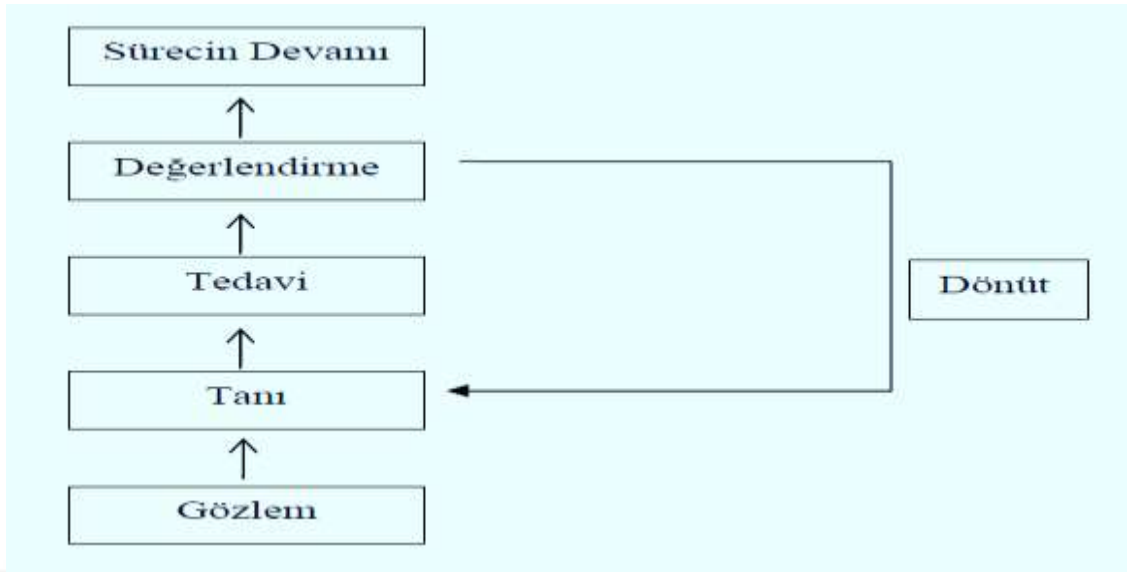 Sürecin Devamı
Değerlendirme
Tedavi
Dönüt
Tanı
Gözlem